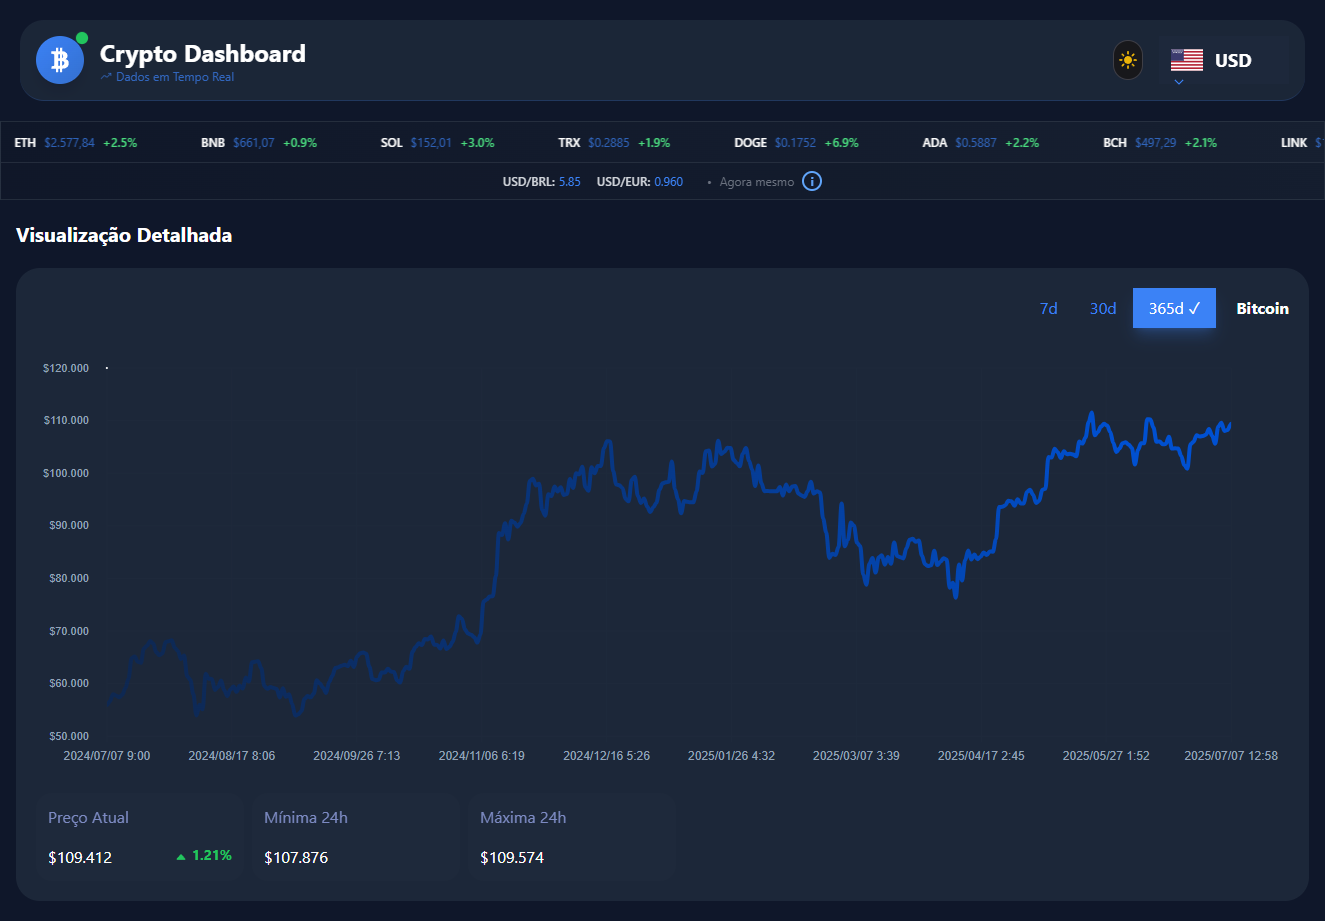 Crypto Dashboard
Dados em Tempo Real
USD
ETH $2.577,84 +2.5% BNB $661,07 +0.9% SOL $152,01 +3.0% TRX $0.2885 +1.9% DOGE $0.1752 +6.9% ADA $0.5887 +2.2% BCH $497,29 +2.1% LINK $
USD/BRL: 5.85 USD/EUR: 0.960 • Agora mesmo
Visualização Detalhada
7d 30d 365d ✓ Bitcoin
$120.000
$110.000
$100.000
$90.000
$80.000
$70.000
$60.000
$50.000
2024/07/07 9:00 2024/08/17 8:06 2024/09/26 7:13 2024/11/06 6:19 2024/12/16 5:26 2025/01/26 4:32 2025/03/07 3:39 2025/04/17 2:45 2025/05/27 1:52 2025/07/07 12:58
Preço Atual Mínima 24h Máxima 24h
$109.412 ▲ 1.21% $107.876 $109.574